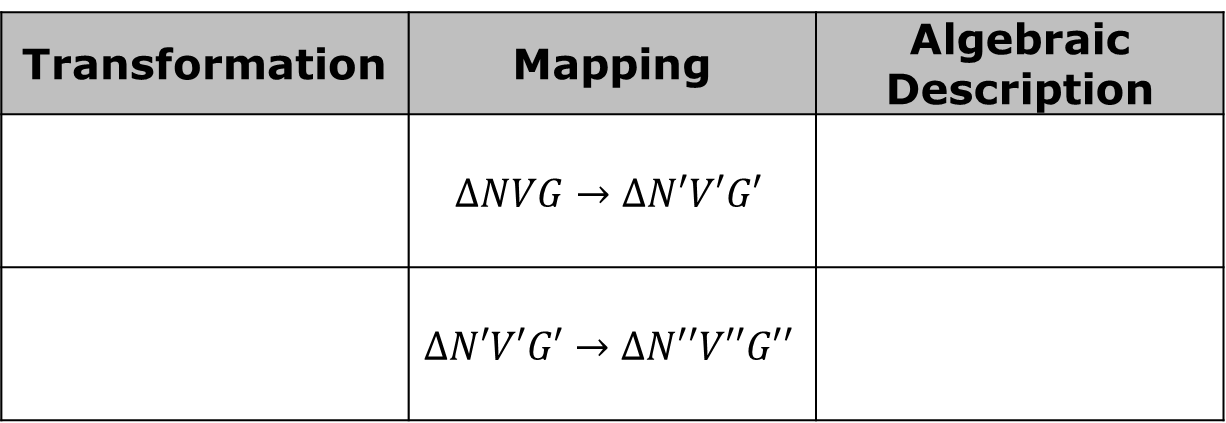 Transformation
Mapping
Algebraic
Description
Δ𝑁𝑉𝐺 → Δ𝑁′𝑉′𝐺′
Δ𝑁′𝑉′𝐺′ → Δ𝑁′′𝑉′′𝐺′′